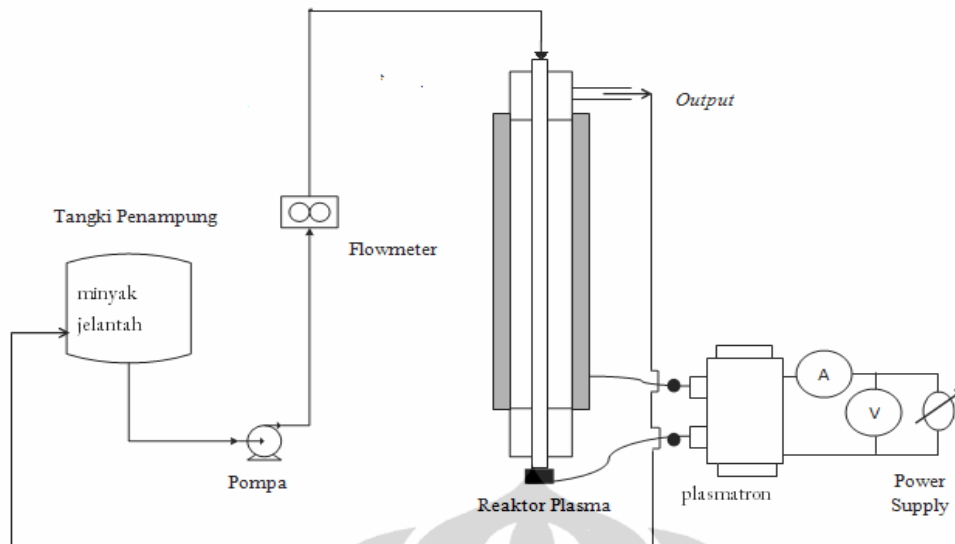 Output
Tangki Penampung
Flowmeter
minyak
jelantah
A
V
Pompa
Reaktor Plasma
plasmatron
Power
Supply